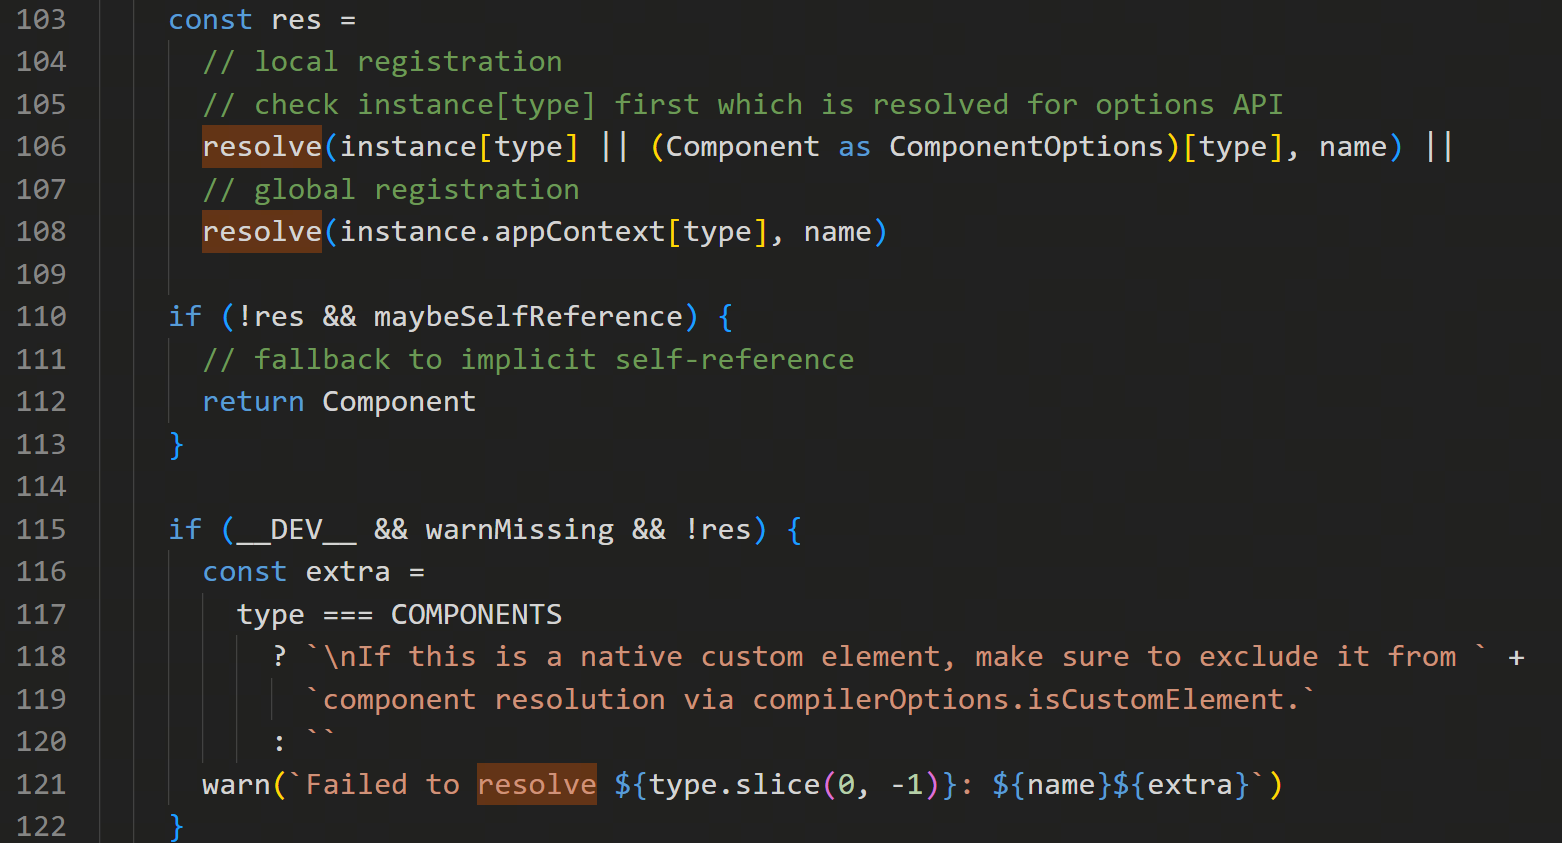 103 const res =
104 // local registration
105 // check instance[type] first which is resolved for options API
106 resolve(instance[type] || (Component as ComponentOptions)[type], name) ||
107 // global registration
108 resolve(instance.appContext[type], name)
109
110 if (!res && maybeSelfReference) {
111 // fallback to implicit self-reference
112 return Component
113 }
114
115 if (__DEV__ && warnMissing && !res) {
116 const extra =
117 type === COMPONENTS
118 ? `\nIf this is a native custom element, make sure to exclude it from ` +
119 `component resolution via compilerOptions.isCustomElement.`
120 : ``
121 warn(`Failed to resolve ${type.slice(0, -1)}: ${name}${extra}`)
122 }